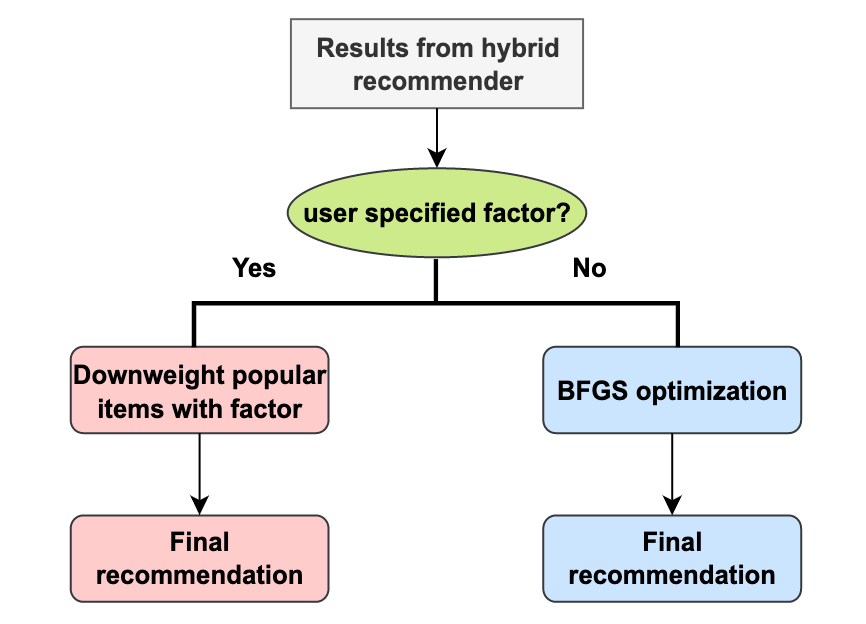 Results from hybrid
recommender
user specified factor?
Yes
No
Downweight popular
items with factor
BFGS optimization
Final
recommendation
Final
recommendation